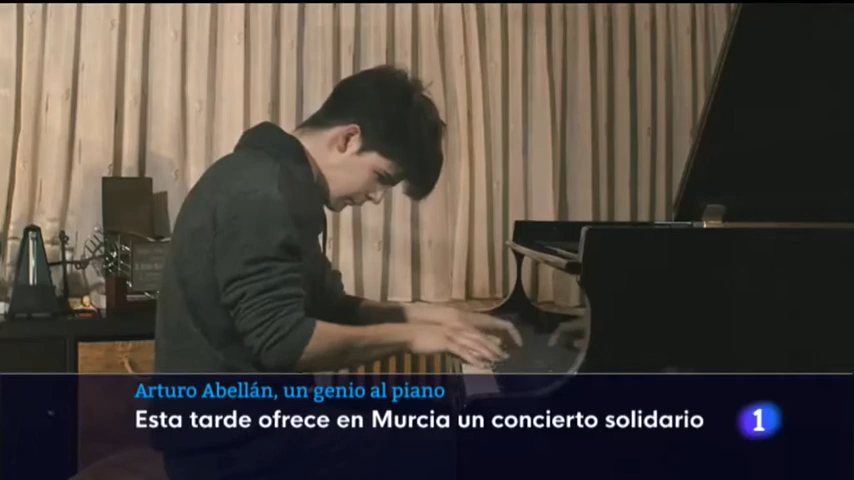 Arturo Abellán, un genio al piano
Esta tarde ofrece en Murcia un concierto solidario
1